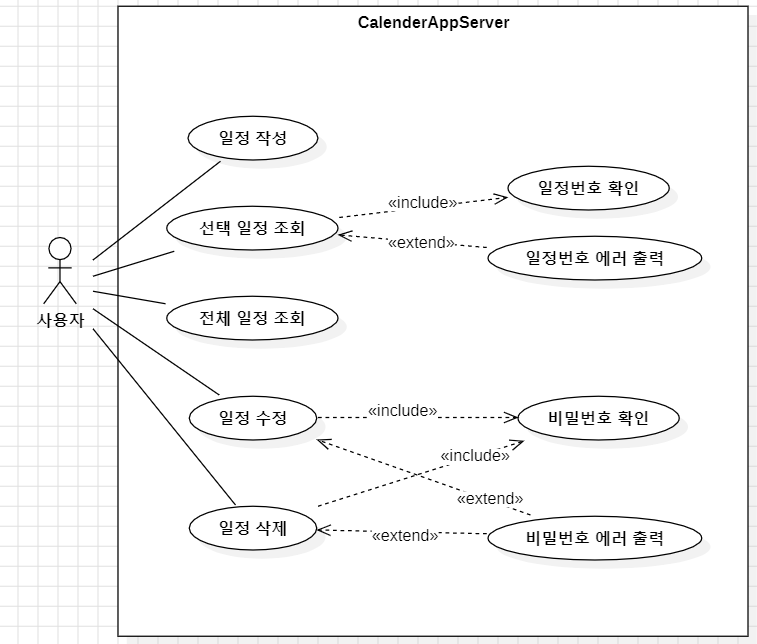 CalenderAppServer
일정 작성
일정번호 확인
«include»
선택 일정 조회
«extend»
일정번호 에러 출력
사용자
전체 일정 조회
일정 수정
«include»
비밀번호 확인
«include»
«extend»
일정 삭제
«extend»
비밀번호 에러 출력